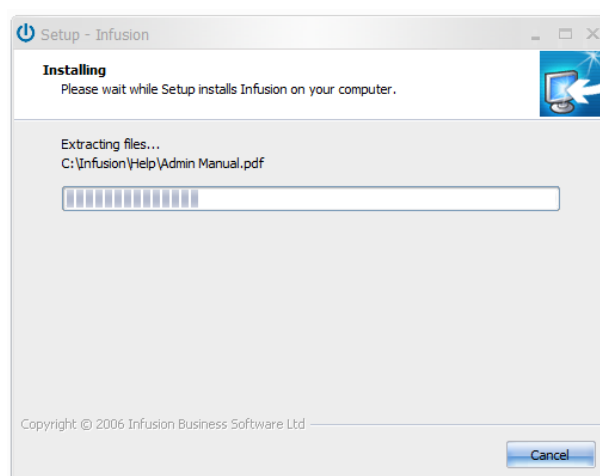 Setup - Infusion
Installing
Please wait while Setup installs Infusion on your computer.
Extracting files...
C:\Infusion\Help\Admin Manual.pdf
Copyright © 2006 Infusion Business Software Ltd
Cancel